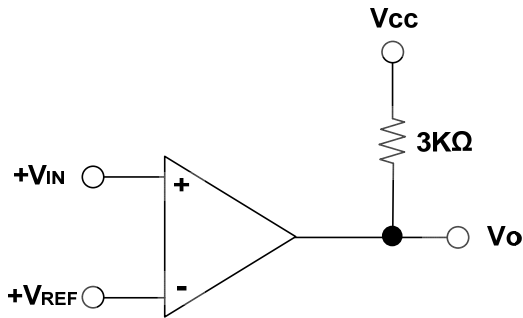 Vcc
3KΩ
+VIN
+
Vo
+VREF
-